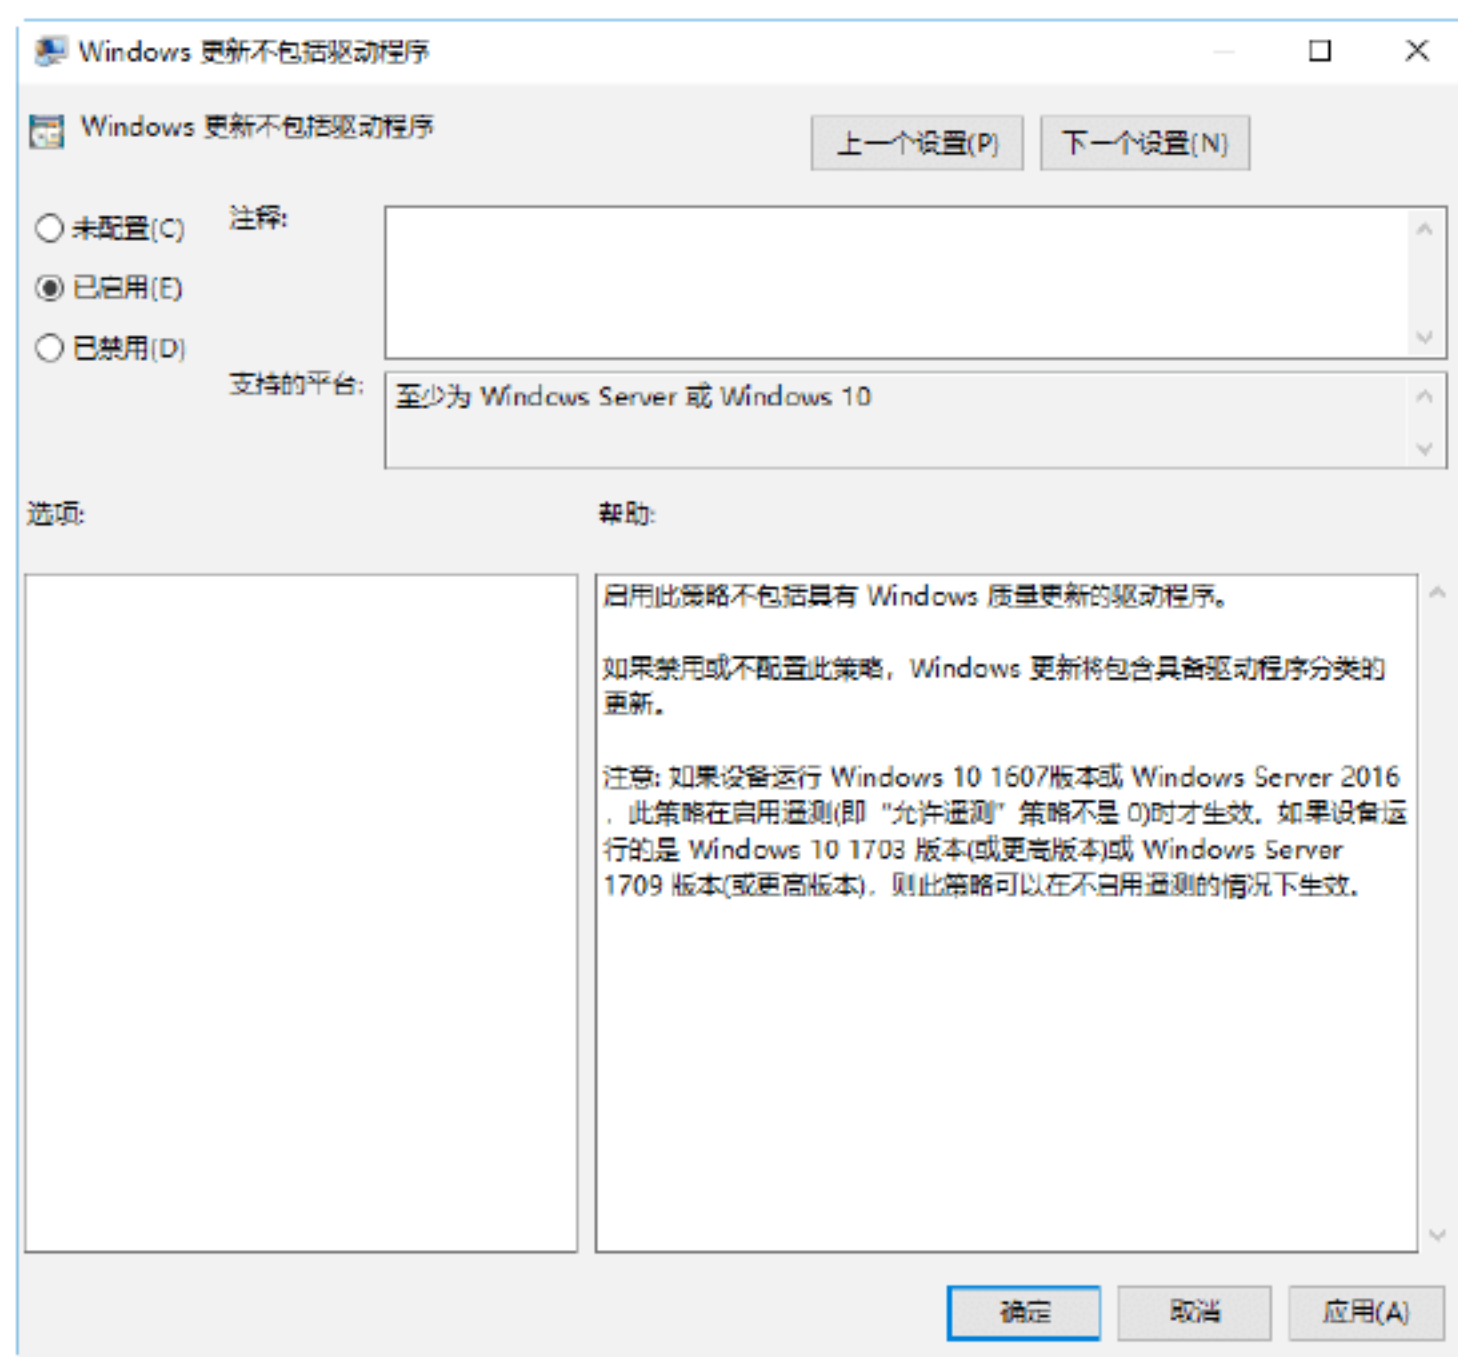 Windows 更新不包括驱动程序
Windows 更新不包括驱动程序
上一个设置(P)
下一个设置(N)
未配置(C)
注释:
已启用(E)
已禁用(D)
支持的平台:
至少为 Windows Server 或 Windows 10
选项:
帮助:
启用此策略不包括具有 Windows 质量更新的驱动程序。
如果禁用或不配置此策略，Windows 更新将包含具备驱动程序分类的
更新。
注意: 如果设备运行 Windows 10 1607版本或 Windows Server 2016
，此策略在启用遥测(即“允许遥测”策略不是 0)时才生效。如果设备运
行的是 Windows 10 1703 版本(或更高版本)或 Windows Server
1709 版本(或更高版本)，则此策略可以在不启用遥测的情况下生效。
确定
取消
应用(A)